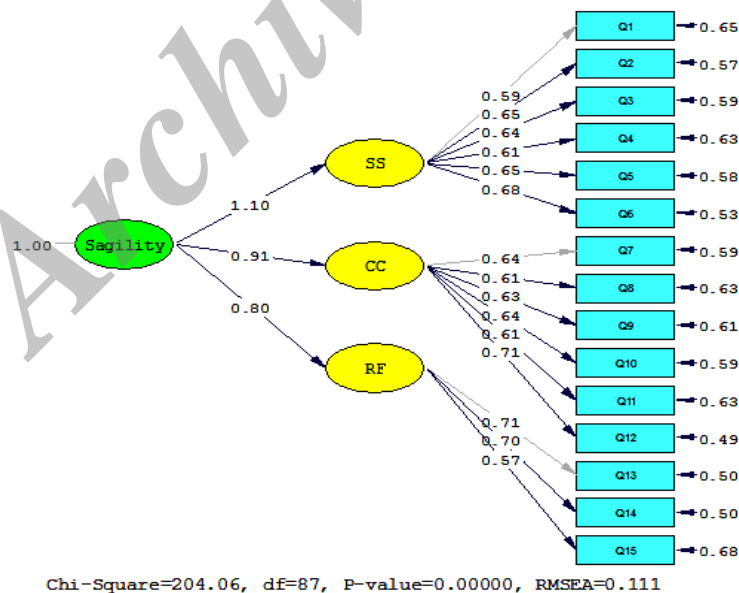 Archiv
Q1
0.65
Q2
0.57
Q3
0.59
Q4
0.63
Q5
0.58
Q6
0.53
Q7
0.59
Q8
0.63
Q9
0.61
Q10
0.59
Q11
0.63
Q12
0.49
Q13
0.50
Q14
0.50
Q15
0.68
0.59
0.65
0.64
0.61
0.65
0.68
SS
1.10
1.00
Sagility
0.91
CC
0.64
0.61
0.63
0.64
0.61
0.71
0.80
RF
0.71
0.70
0.57
Chi-Square=204.06, df=87, P-value=0.00000, RMSEA=0.111